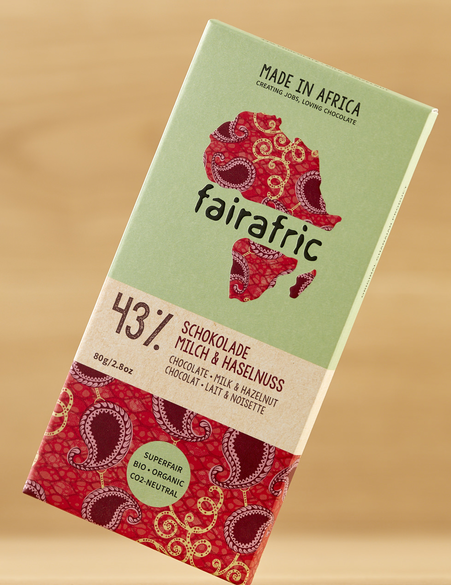 MADE IN AFRICA
CREATING JOBS, LOVING CHOCOLATE
fairafric
43%
SCHOKOLADE
MILCH & HASELNUSS
CHOCOLATE • MILK & HAZELNUT
CHOCOLAT • LAIT & NOISETTE
80g/2.8oz
SUPERFAIR
BIO • ORGANIC
CO2-NEUTRAL